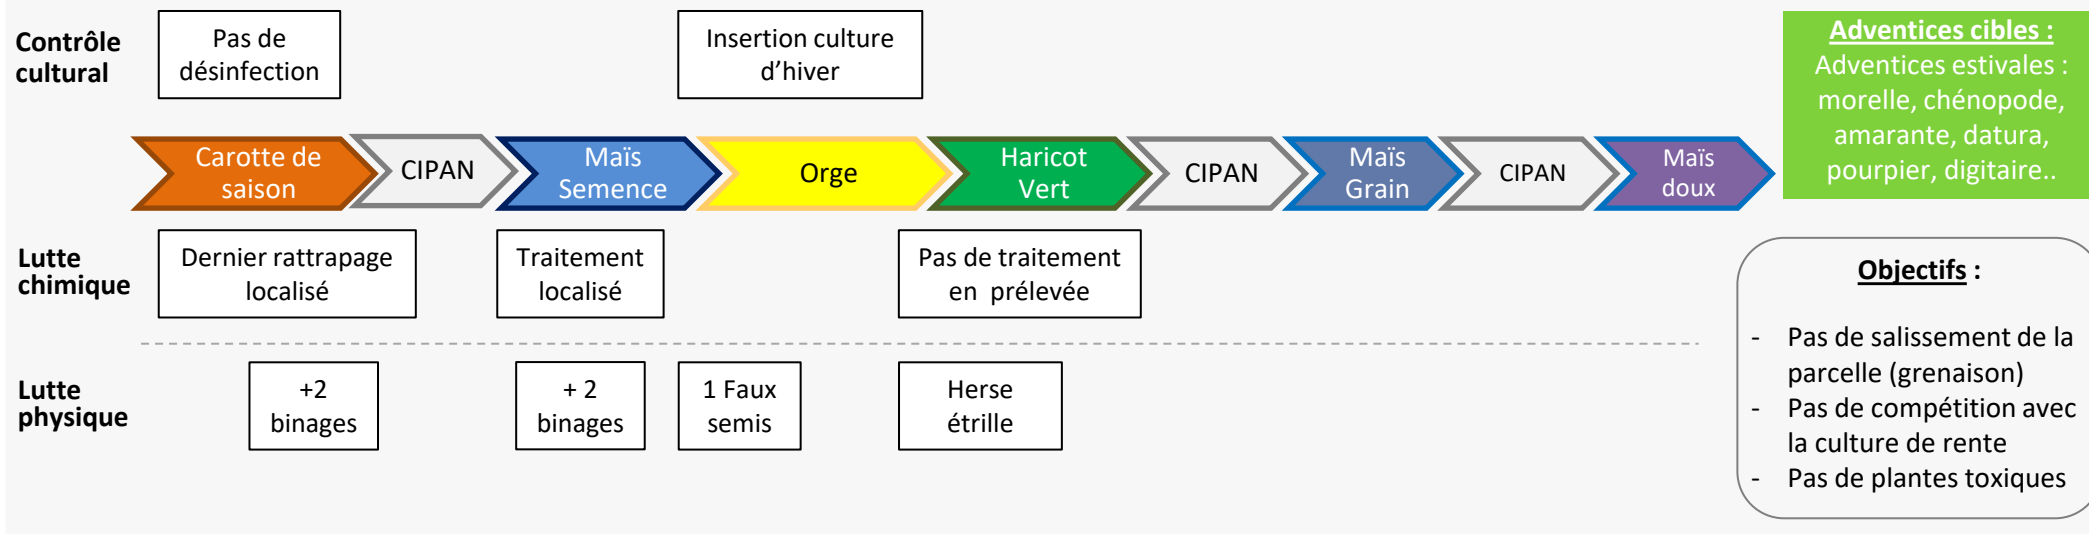 Contrôle
cultural
Pas de
désinfection
Insertion culture
d’hiver
Adventices cibles :
Adventices estivales :
morelle, chénopode,
amarante, datura,
pourpier, digitaire..
Carotte de
saison
CIPAN
Maïs
Semence
Orge
Haricot
Vert
CIPAN
Maïs
Grain
CIPAN
Maïs
doux
Lutte
chimique
Dernier rattrapage
localisé
Traitement
localisé
Pas de traitement
en prélevée
Lutte
physique
+2
binages
+ 2
binages
1 Faux
semis
Herse
étrille
Objectifs :
- Pas de salissement de la
parcelle (grenaison)
- Pas de compétition avec
la culture de rente
- Pas de plantes toxiques